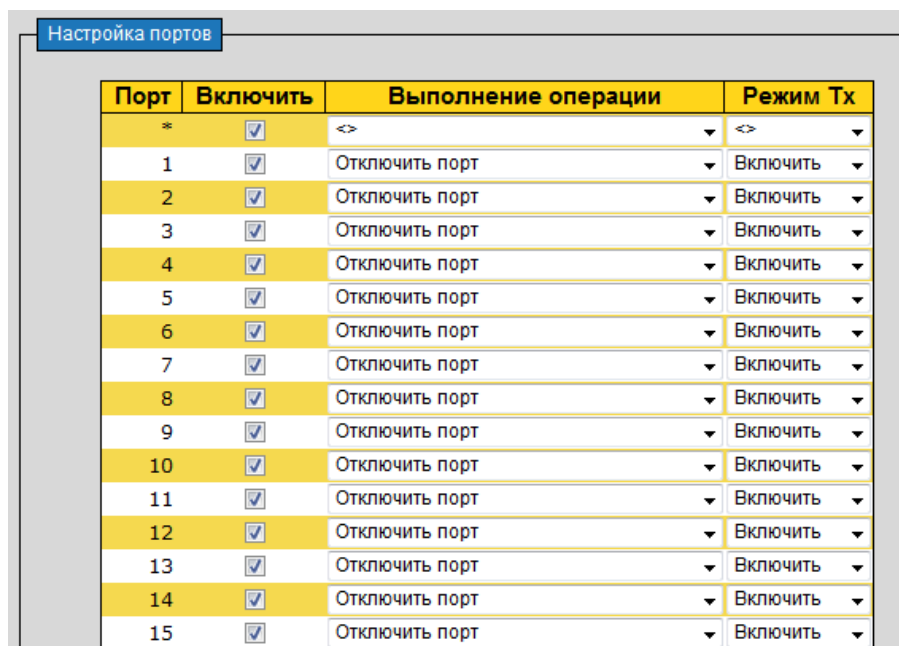 Настройка портов
Порт Включить Выполнение операции Режим Tx
* <> <>
1 Отключить порт Включить
2 Отключить порт Включить
3 Отключить порт Включить
4 Отключить порт Включить
5 Отключить порт Включить
6 Отключить порт Включить
7 Отключить порт Включить
8 Отключить порт Включить
9 Отключить порт Включить
10 Отключить порт Включить
11 Отключить порт Включить
12 Отключить порт Включить
13 Отключить порт Включить
14 Отключить порт Включить
15 Отключить порт Включить